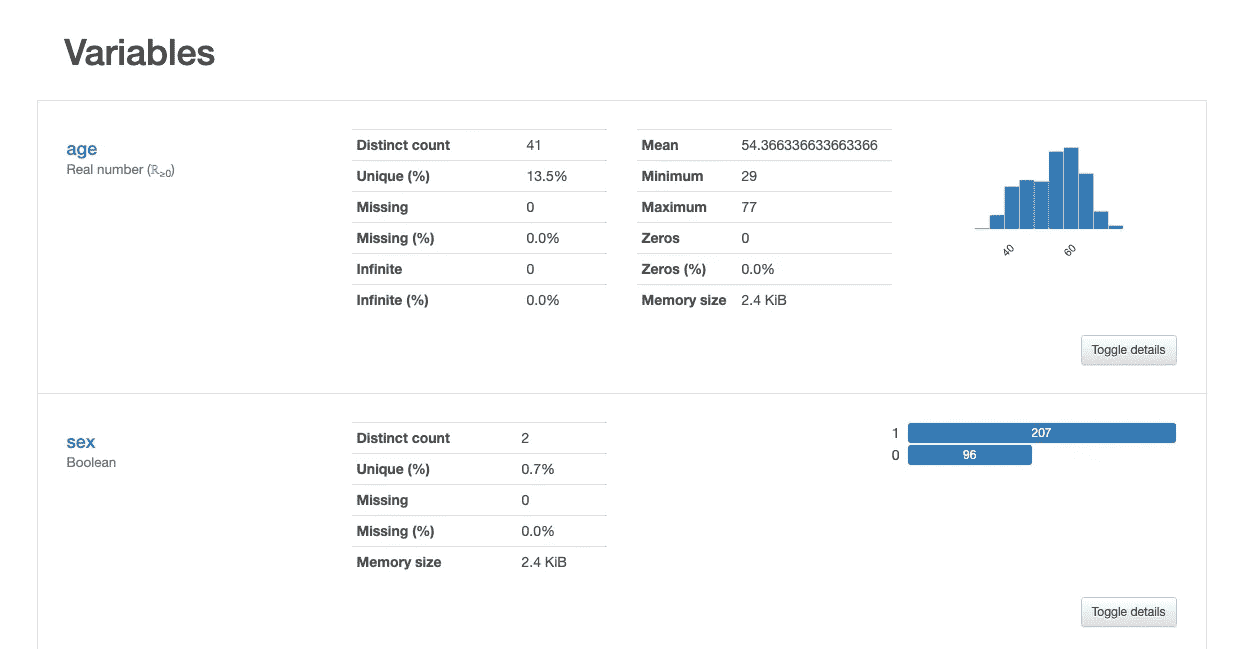 Variables
age
Real number (ℝ≥0)
Distinct count 41
Unique (%) 13.5%
Missing 0
Missing (%) 0.0%
Infinite 0
Infinite (%) 0.0%
Mean 54.366336633663366
Minimum 29
Maximum 77
Zeros 0
Zeros (%) 0.0%
Memory size 2.4 KiB
40
60
Toggle details
sex
Boolean
Distinct count 2
Unique (%) 0.7%
Missing 0
Missing (%) 0.0%
Memory size 2.4 KiB
1 207
0 96
Toggle details